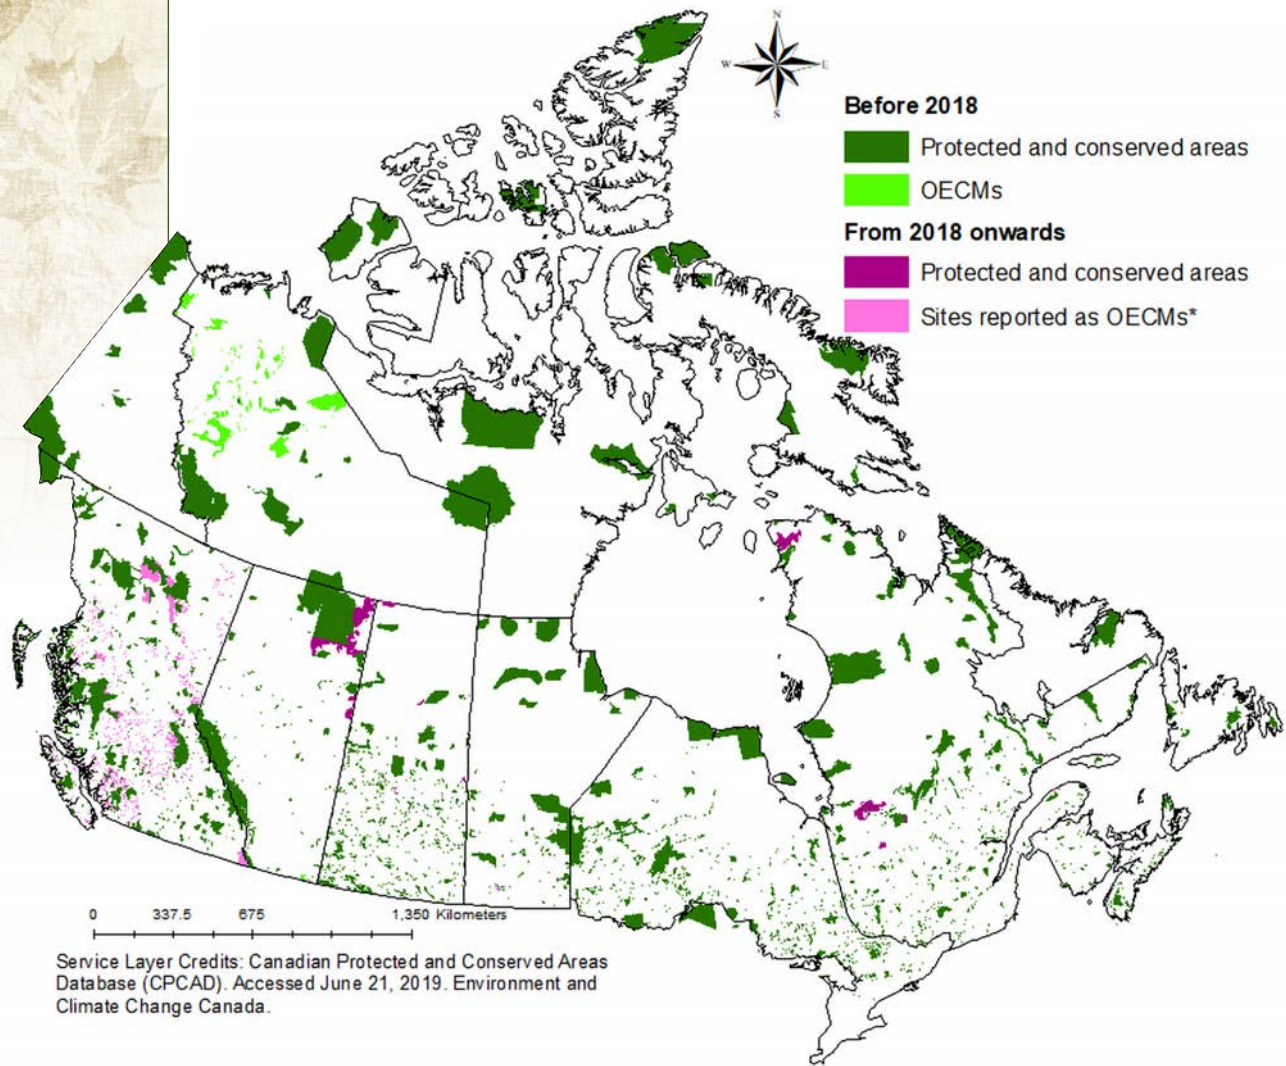 N
W
E
S
Before 2018
Protected and conserved areas
OECMs
From 2018 onwards
Protected and conserved areas
Sites reported as OECMs*
0 337.5 675 1,350 Kilometers
Service Layer Credits: Canadian Protected and Conserved Areas
Database (CPCAD). Accessed June 21, 2019. Environment and
Climate Change Canada.